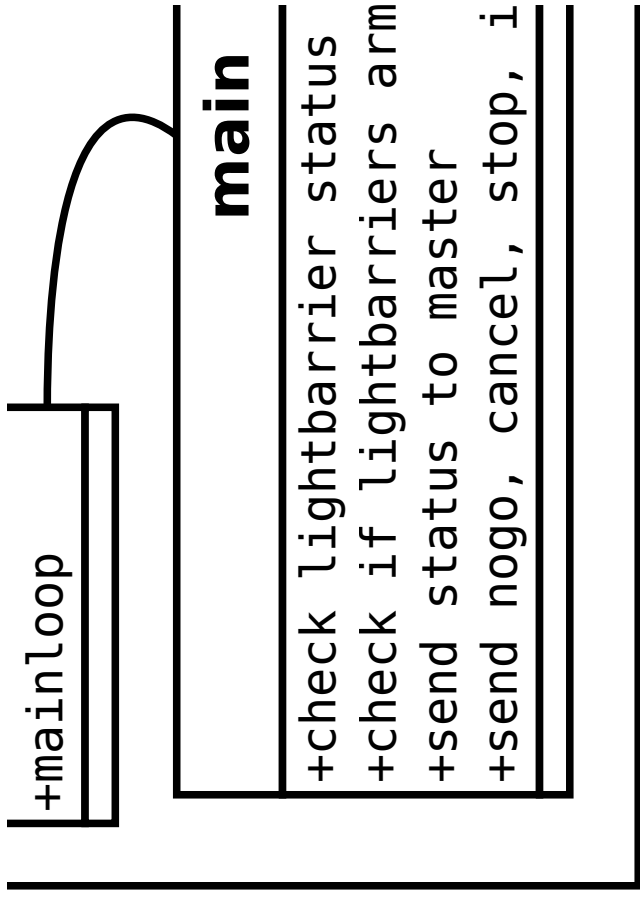 +mainloop
main
+check lightbarrier status
+check if lightbarriers arm
+send status to master
+send nogo, cancel, stop, i